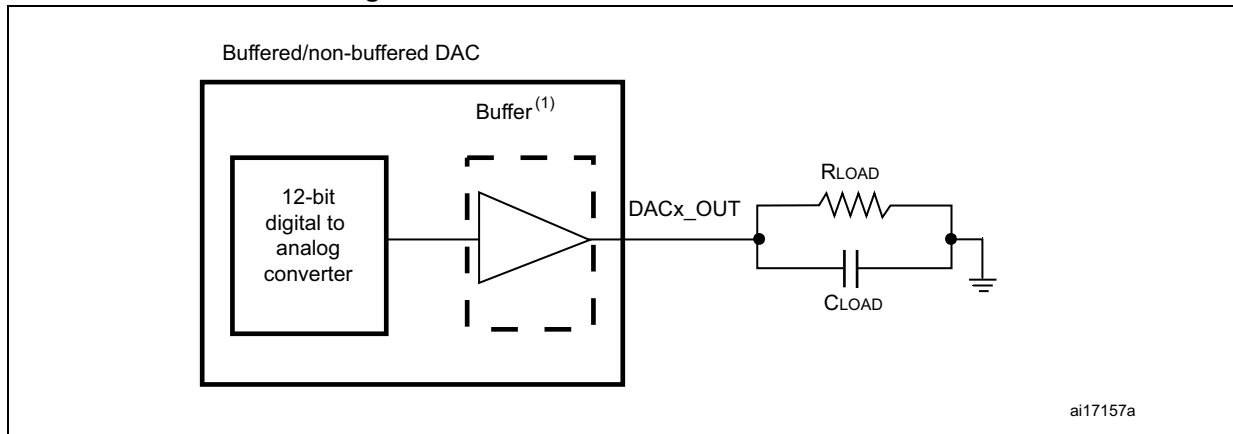 Buffered/non-buffered DAC
Buffer(1)
12-bit
digital to
analog
converter
DACx_OUT
RLOAD
CLOAD
ai17157a